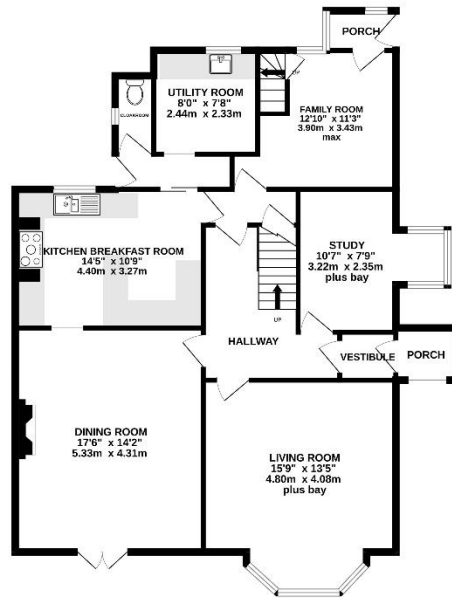 PORCH
UP
UTILITY ROOM
8'0" x 7'8"
2.44m x 2.33m
FAMILY ROOM
12'10" x 11'3"
3.90m x 3.43m
max
CLOAKROOM
KITCHEN BREAKFAST ROOM
14'5" x 10'9"
4.40m x 3.27m
STUDY
10'7" x 7'9"
3.22m x 2.35m
plus bay
UP
HALLWAY
VESTIBULE
PORCH
DINING ROOM
17'6" x 14'2"
5.33m x 4.31m
LIVING ROOM
15'9" x 13'5"
4.80m x 4.08m
plus bay